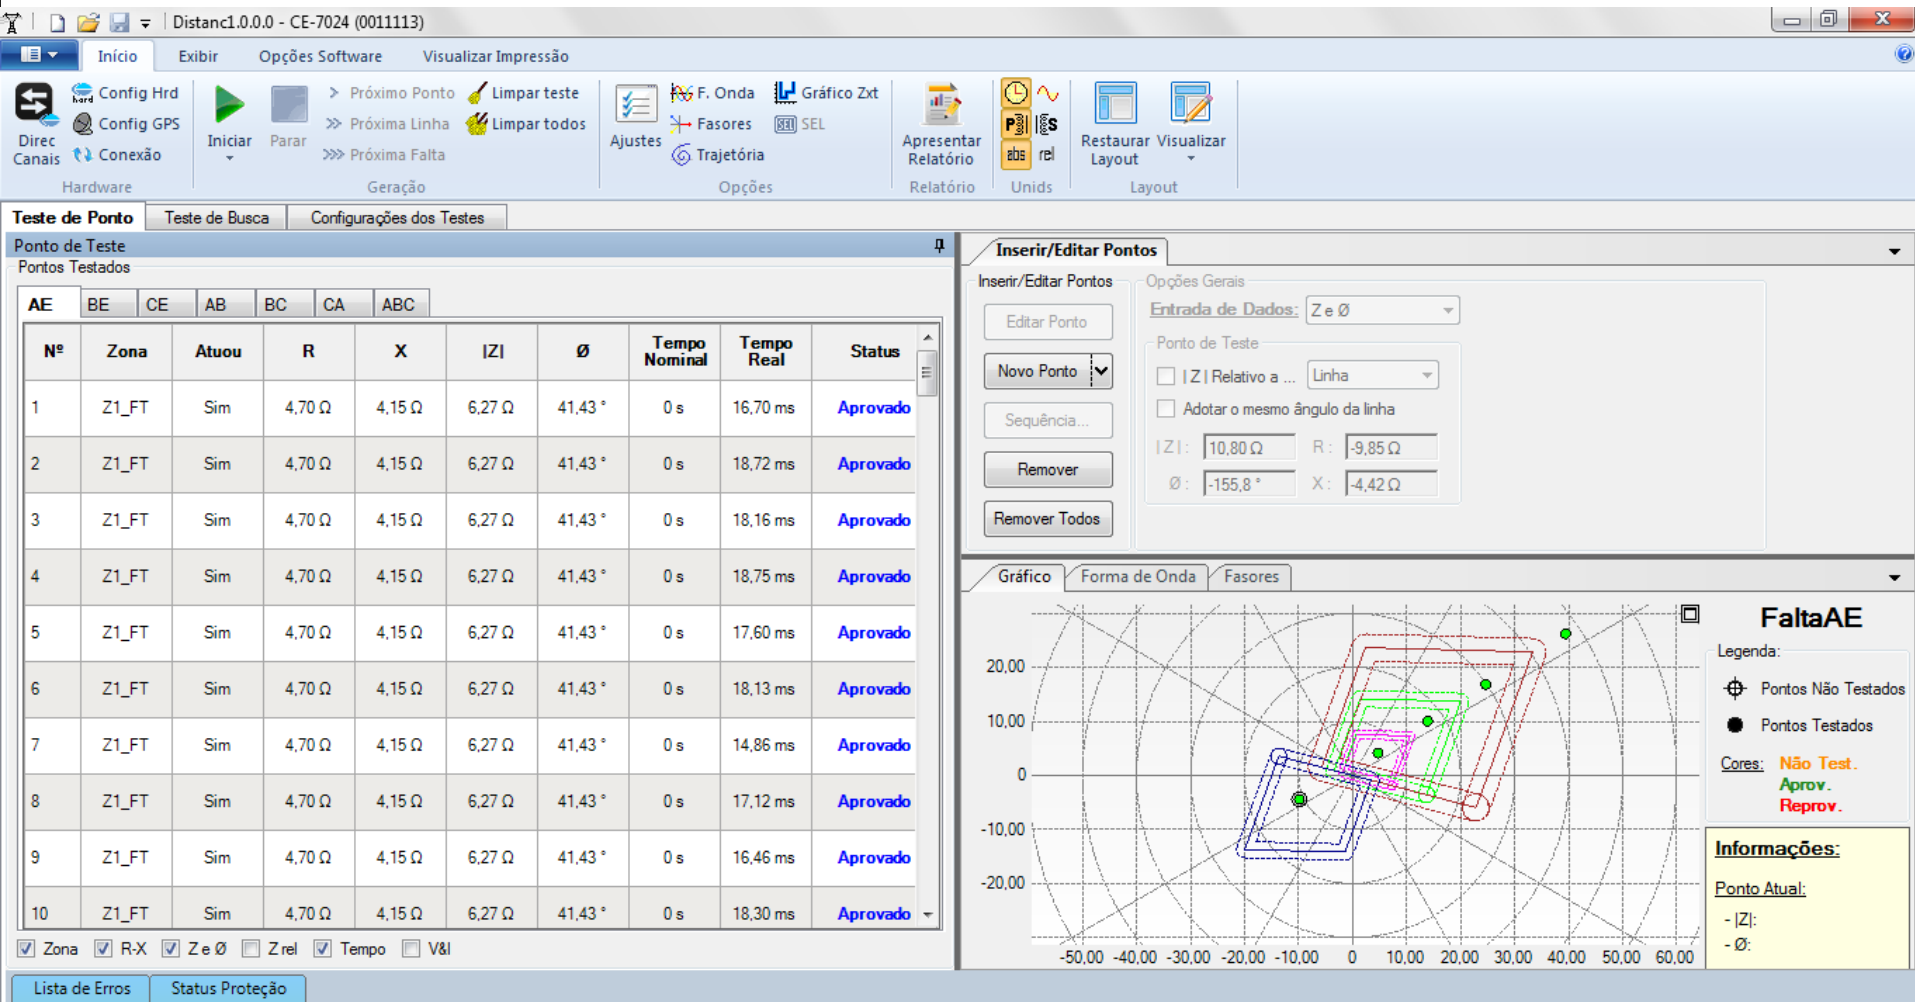 Distanc1.0.0.0 - CE-7024 (0011113)
Início Exibir Opções Software Visualizar Impressão
Direc Canais
Config Hrd
Config GPS
Conexão
Hardware
Iniciar
Parar
> Próximo Ponto
>> Próxima Linha
>>> Próxima Falta
Limpar teste
Limpar todos
Geração
Ajustes
F. Onda
Fasores
Trajetória
Gráfico Zxt
SEL SEL
Opções
Apresentar Relatório
Relatório
abs rel
Unids
Restaurar Layout
Visualizar
Layout
Teste de Ponto Teste de Busca Configurações dos Testes
Ponto de Teste
Pontos Testados
AE BE CE AB BC CA ABC
Nº Zona Atuou R X |Z| Ø Tempo Nominal Tempo Real Status
1 Z1_FT Sim 4,70 Ω 4,15 Ω 6,27 Ω 41,43 ° 0 s 16,70 ms Aprovado
2 Z1_FT Sim 4,70 Ω 4,15 Ω 6,27 Ω 41,43 ° 0 s 18,72 ms Aprovado
3 Z1_FT Sim 4,70 Ω 4,15 Ω 6,27 Ω 41,43 ° 0 s 18,16 ms Aprovado
4 Z1_FT Sim 4,70 Ω 4,15 Ω 6,27 Ω 41,43 ° 0 s 18,75 ms Aprovado
5 Z1_FT Sim 4,70 Ω 4,15 Ω 6,27 Ω 41,43 ° 0 s 17,60 ms Aprovado
6 Z1_FT Sim 4,70 Ω 4,15 Ω 6,27 Ω 41,43 ° 0 s 18,13 ms Aprovado
7 Z1_FT Sim 4,70 Ω 4,15 Ω 6,27 Ω 41,43 ° 0 s 14,86 ms Aprovado
8 Z1_FT Sim 4,70 Ω 4,15 Ω 6,27 Ω 41,43 ° 0 s 17,12 ms Aprovado
9 Z1_FT Sim 4,70 Ω 4,15 Ω 6,27 Ω 41,43 ° 0 s 16,46 ms Aprovado
10 Z1_FT Sim 4,70 Ω 4,15 Ω 6,27 Ω 41,43 ° 0 s 18,30 ms Aprovado
Zona R-X Z e Ø Z rel Tempo V&I
Lista de Erros Status Proteção
Inserir/Editar Pontos
Inserir/Editar Pontos
Editar Ponto
Novo Ponto
Sequência...
Remover
Remover Todos
Opções Gerais
Entrada de Dados: Z e Ø
Ponto de Teste
| Z | Relativo a ... Linha
Adotar o mesmo ângulo da linha
| Z | : 10,80 Ω R : -9,85 Ω
Ø : -155,8 ° X : -4,42 Ω
Gráfico Forma de Onda Fasores
20,00
10,00
0
-10,00
-20,00
-50,00 -40,00 -30,00 -20,00 -10,00 0 10,00 20,00 30,00 40,00 50,00 60,00
FaltaAE
Legenda:
Pontos Não Testados
Pontos Testados
Cores: Não Test.
Aprov.
Reprov.
Informações:
Ponto Atual:
- |Z|:
- Ø: